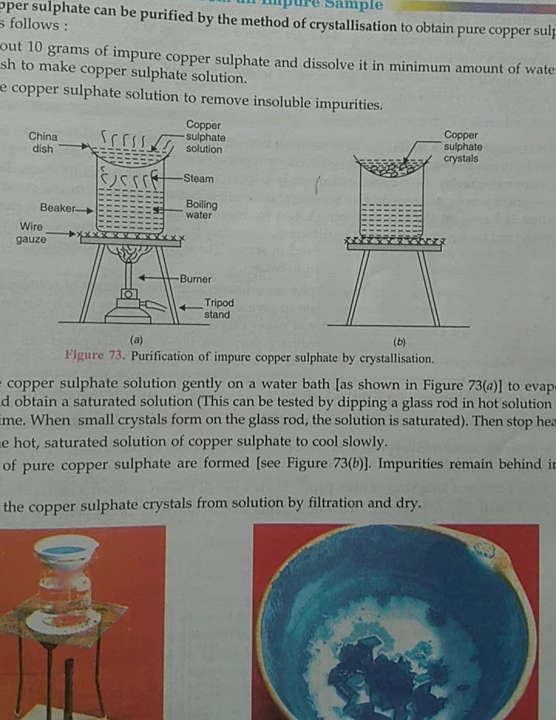 Impure Sample
pper sulphate can be purified by the method of crystallisation to obtain pure copper sulp
s follows :
out 10 grams of impure copper sulphate and dissolve it in minimum amount of wate
sh to make copper sulphate solution.
e copper sulphate solution to remove insoluble impurities.
China
dish
Copper
sulphate
solution
Steam
Beaker
Boiling
water
Wire
gauze
Burner
Tripod
stand
(a)
Copper
sulphate
crystals
(b)
Figure 73. Purification of impure copper sulphate by crystallisation.
copper sulphate solution gently on a water bath [as shown in Figure 73(a)] to evap
d obtain a saturated solution (This can be tested by dipping a glass rod in hot solution
ime. When small crystals form on the glass rod, the solution is saturated). Then stop hea
e hot, saturated solution of copper sulphate to cool slowly.
of pure copper sulphate are formed [see Figure 73(b)]. Impurities remain behind in
the copper sulphate crystals from solution by filtration and dry.